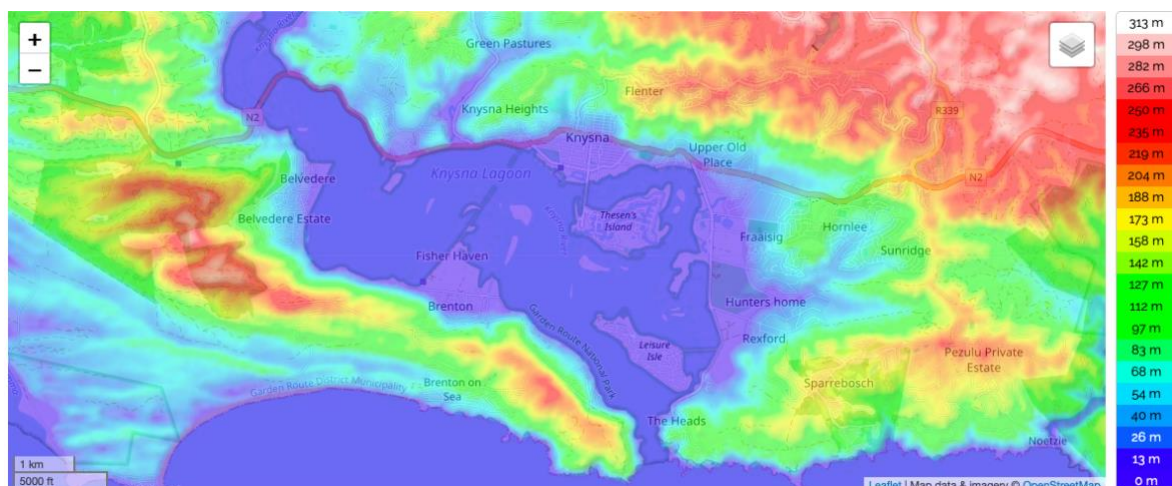 +
−
Knysna River
Green Pastures
Flenter
Knysna Heights
R339
N2
Knysna
Upper Old
Place
N2
Belvedere
Knysna Lagoon
Knysna River
Thesen's
Island
Belvedere Estate
Hornlee
Fraaisig
Sunridge
Fisher Haven
Brenton
Hunters home
Garden Route National Park
Leisure
Isle
Rexford
Pezulu Private
Estate
Garden Route District Municipality
Brenton on
Sea
Sparrebosch
The Heads
Noetzie
1 km
5000 ft
Leaflet | Map data & imagery © OpenStreetMap
313 m
298 m
282 m
266 m
250 m
235 m
219 m
204 m
188 m
173 m
158 m
142 m
127 m
112 m
97 m
83 m
68 m
54 m
40 m
26 m
13 m
0 m